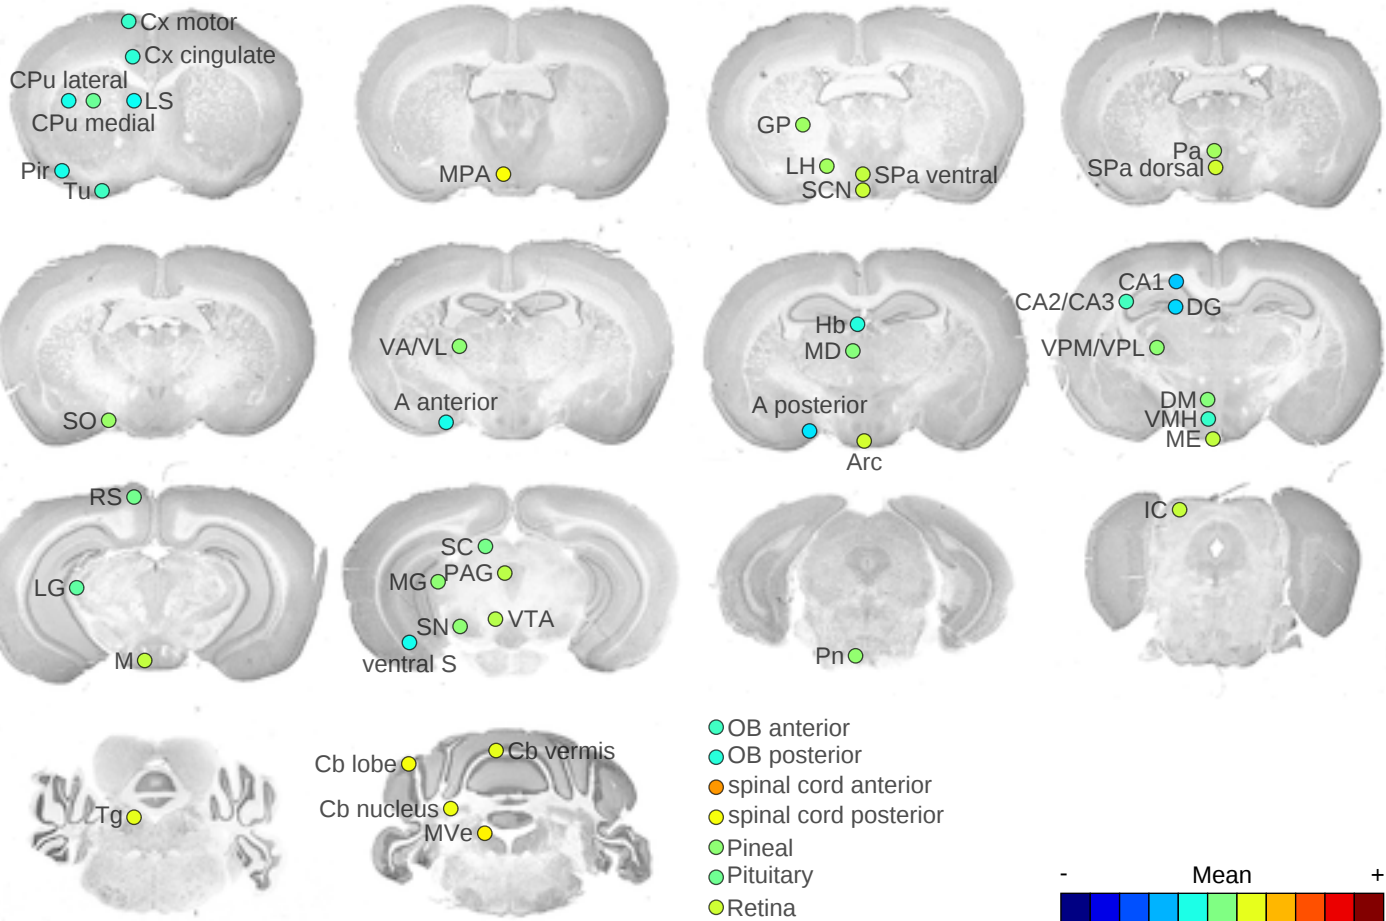 Cx motor
Cx cingulate
CPu lateral
LS
CPu medial
Pir
Tu
MPA
GP
LH
SPa ventral
SCN
Pa
SPa dorsal
SO
VA/VL
A anterior
Hb
MD
A posterior
Arc
CA1
CA2/CA3
DG
VPM/VPL
DM
VMH
ME
RS
LG
M
SC
MG
PAG
SN
VTA
ventral S
Pn
IC
Tg
Cb lobe
Cb vermis
Cb nucleus
MVe
OB anterior
OB posterior
spinal cord anterior
spinal cord posterior
Pineal
Pituitary
Retina
- Mean +